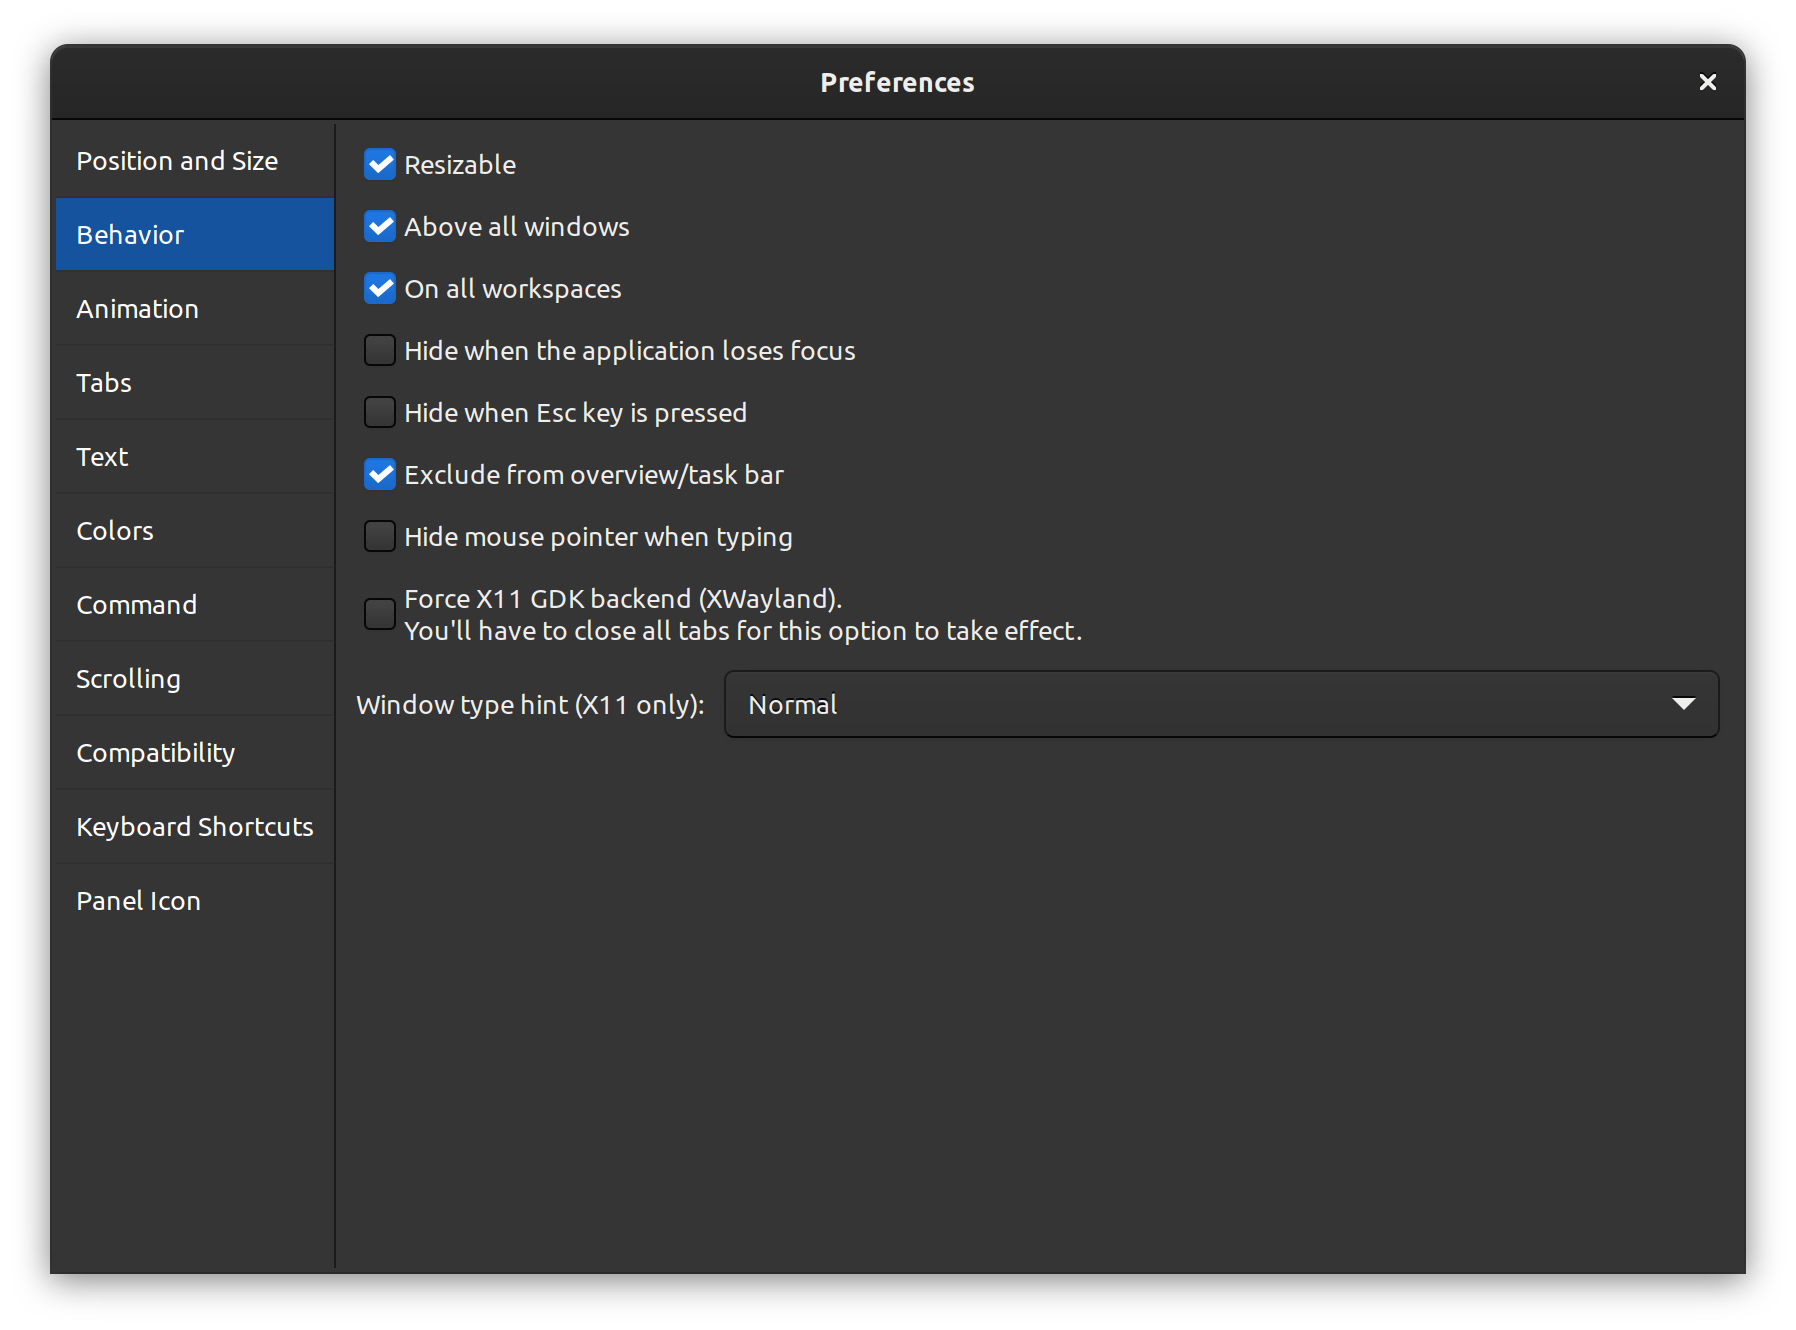 Preferences
Position and Size
Behavior
Animation
Tabs
Text
Colors
Command
Scrolling
Compatibility
Keyboard Shortcuts
Panel Icon
Resizable
Above all windows
On all workspaces
Hide when the application loses focus
Hide when Esc key is pressed
Exclude from overview/task bar
Hide mouse pointer when typing
Force X11 GDK backend (XWayland).
You'll have to close all tabs for this option to take effect.
Window type hint (X11 only): Normal